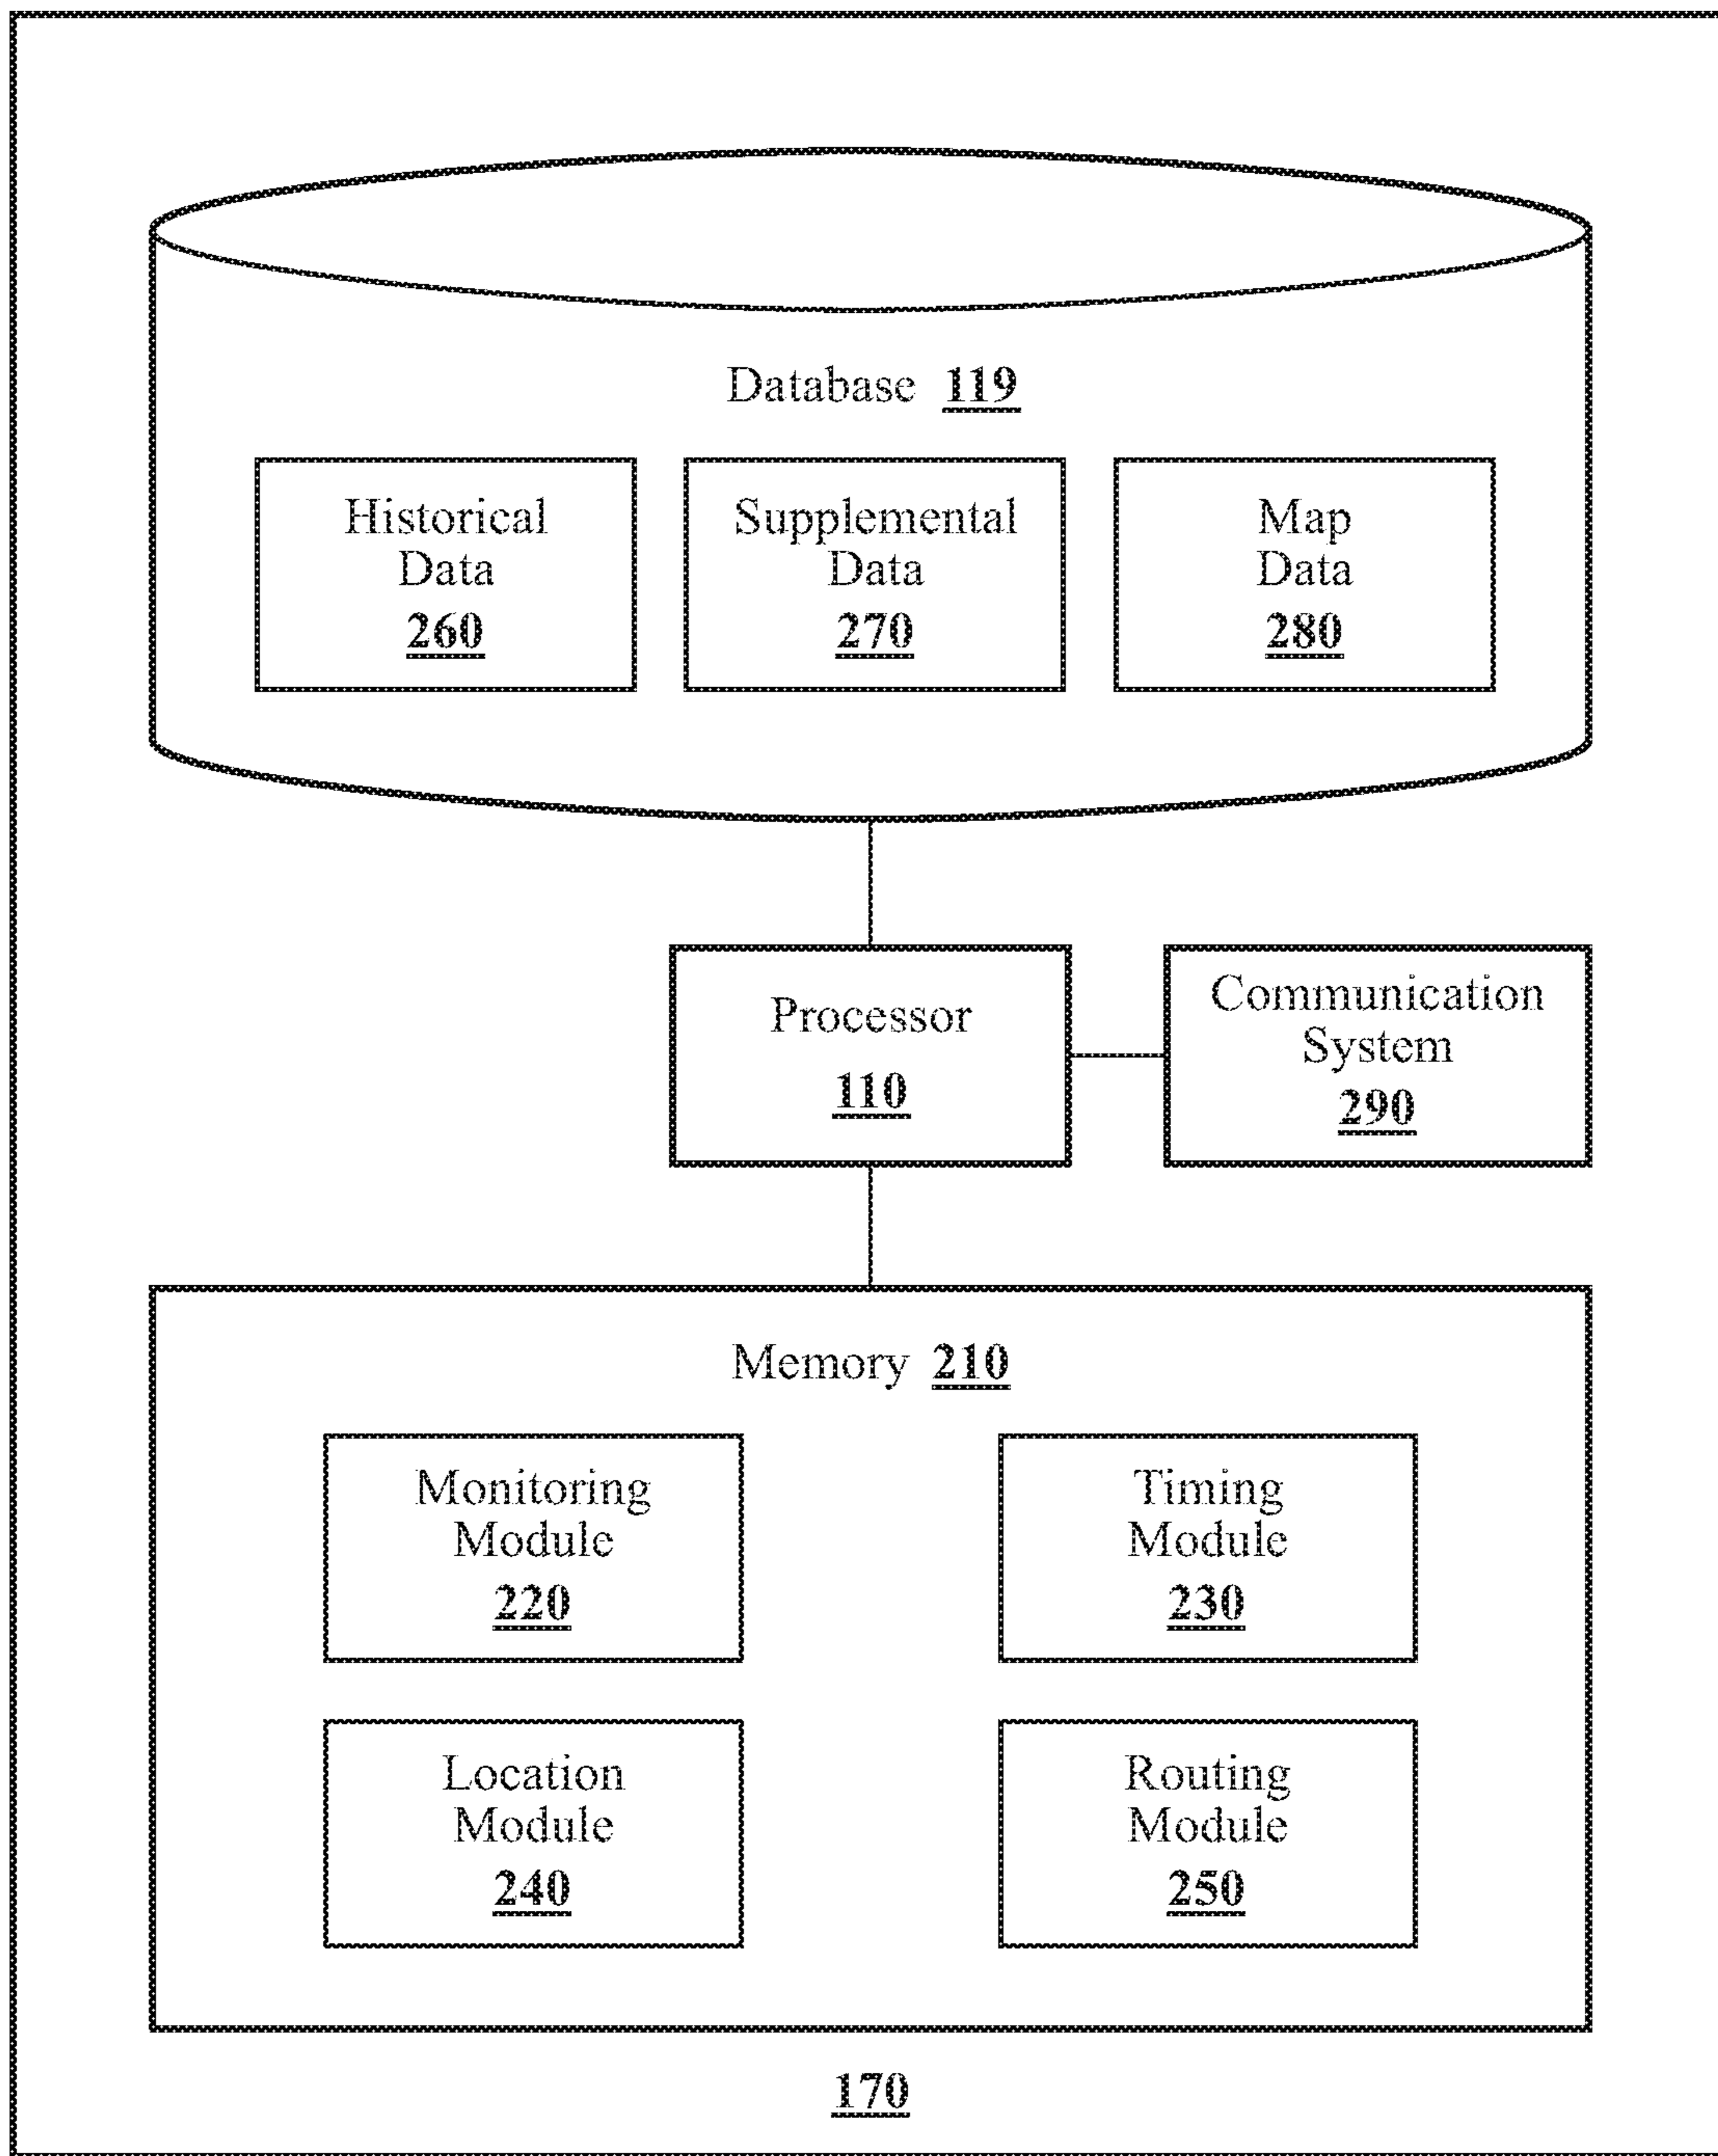 Database 119
Historical
Data
260
Supplemental
Data
270
Map
Data
280
Processor
110
Communication
System
290
Memory 210
Monitoring
Module
220
Timing
Module
230
Location
Module
240
Routing
Module
250
170